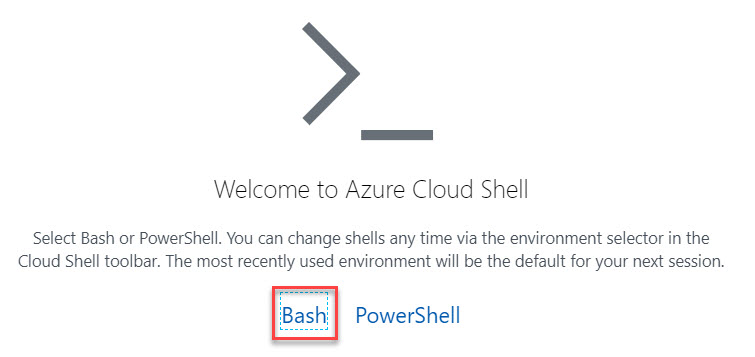 Welcome to Azure Cloud Shell
Select Bash or PowerShell. You can change shells any time via the environment selector in the
Cloud Shell toolbar. The most recently used environment will be the default for your next session.
Bash PowerShell